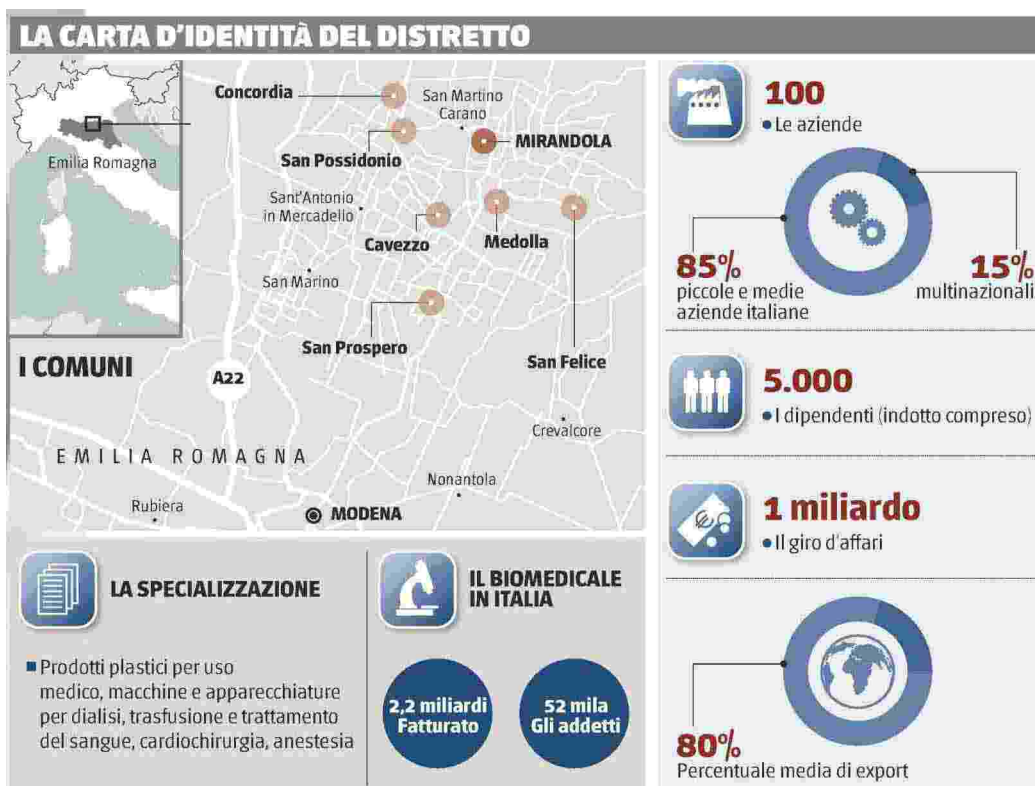 LA CARTA D'IDENTITÀ DEL DISTRETTO
Emilia Romagna
Concordia
San Martino
Carano
MIRANDOLA
San Possidonio
Sant'Antonio
in Mercadello
Cavezzo
Medolla
San Marino
San Prospero
San Felice
I COMUNI
A22
Crevalcore
EMILIA ROMAGNA
Nonantola
Rubiera
MODENA
100
• Le aziende
85%
piccole e medie
aziende italiane
15%
multinazionali
5.000
• I dipendenti (indotto compreso)
€
1 miliardo
• Il giro d'affari
80%
Percentuale media di export
LA SPECIALIZZAZIONE
■ Prodotti plastici per uso
medico, macchine e apparecchiature
per dialisi, trasfusione e trattamento
del sangue, cardiochirurgia, anestesia
IL BIOMEDICALE
IN ITALIA
2,2 miliardi
Fatturato
52 mila
Gli addetti